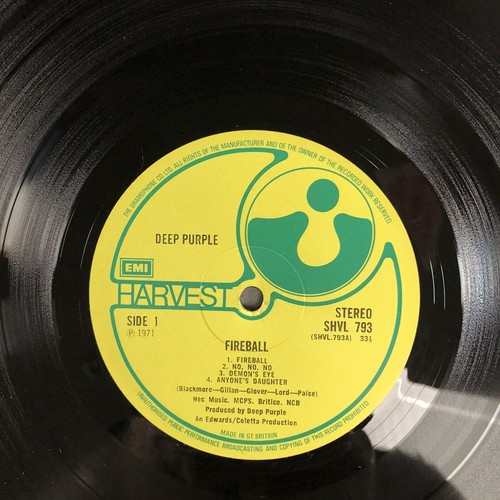 THE GRAMOPHONE CO LTD. ALL RIGHTS OF THE MANUFACTURER AND OF THE OWNER OF THE RECORDED WORK RESERVED.
DEEP PURPLE
EMI
HARVEST
SIDE 1
℗ 1971
STEREO
SHVL 793
(SHVL.793A) 33⅓
FIREBALL
1. FIREBALL
2. NO, NO, NO
3. DEMON'S EYE
4. ANYONE'S DAUGHTER
(Blackmore—Gillan—Glover—Lord—Paice)
Hec Music, MCPS, Britico, NCB
Produced by Deep Purple
An Edwards/Coletta Production
UNAUTHORISED PUBLIC PERFORMANCE BROADCASTING AND COPYING OF THIS RECORD PROHIBITED
MADE IN GT. BRITAIN